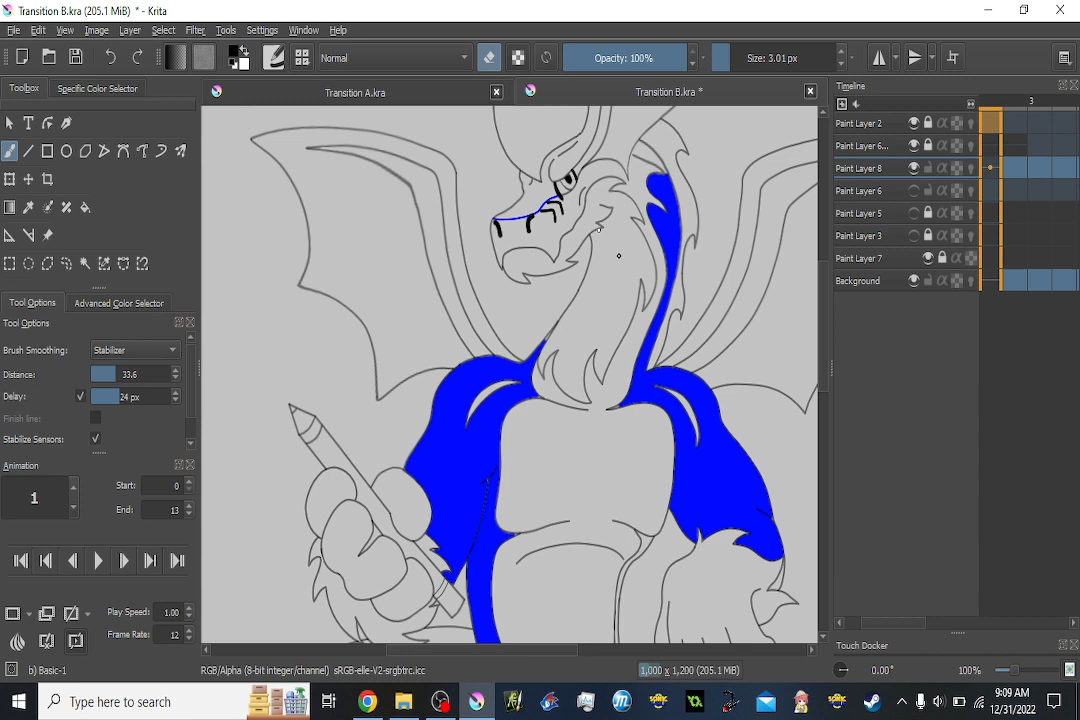 Transition B.kra (205.1 MiB) * - Krita
File Edit View Image Layer Select Filter Tools Settings Window Help
Normal
Opacity: 100%
Size: 3.01 px
Toolbox
Specific Color Selector
Transition A.kra
Transition B.kra *
Timeline
3
Paint Layer 2
Paint Layer 6...
Paint Layer 8
Paint Layer 6
Paint Layer 5
Paint Layer 3
Paint Layer 7
Background
Tool Options
Advanced Color Selector
Tool Options
Brush Smoothing: Stabilizer
Distance: 33.6
Delay: 24 px
Finish line:
Stabilize Sensors:
Animation
1
Start: 0
End: 13
Play Speed: 1.00
Frame Rate: 12
Touch Docker
b) Basic-1
RGB/Alpha (8-bit integer/channel) sRGB-elle-V2-srgbtrc.icc
1,000 x 1,200 (205.1 MiB)
0.00°
100%
Type here to search
9:09 AM
12/31/2022